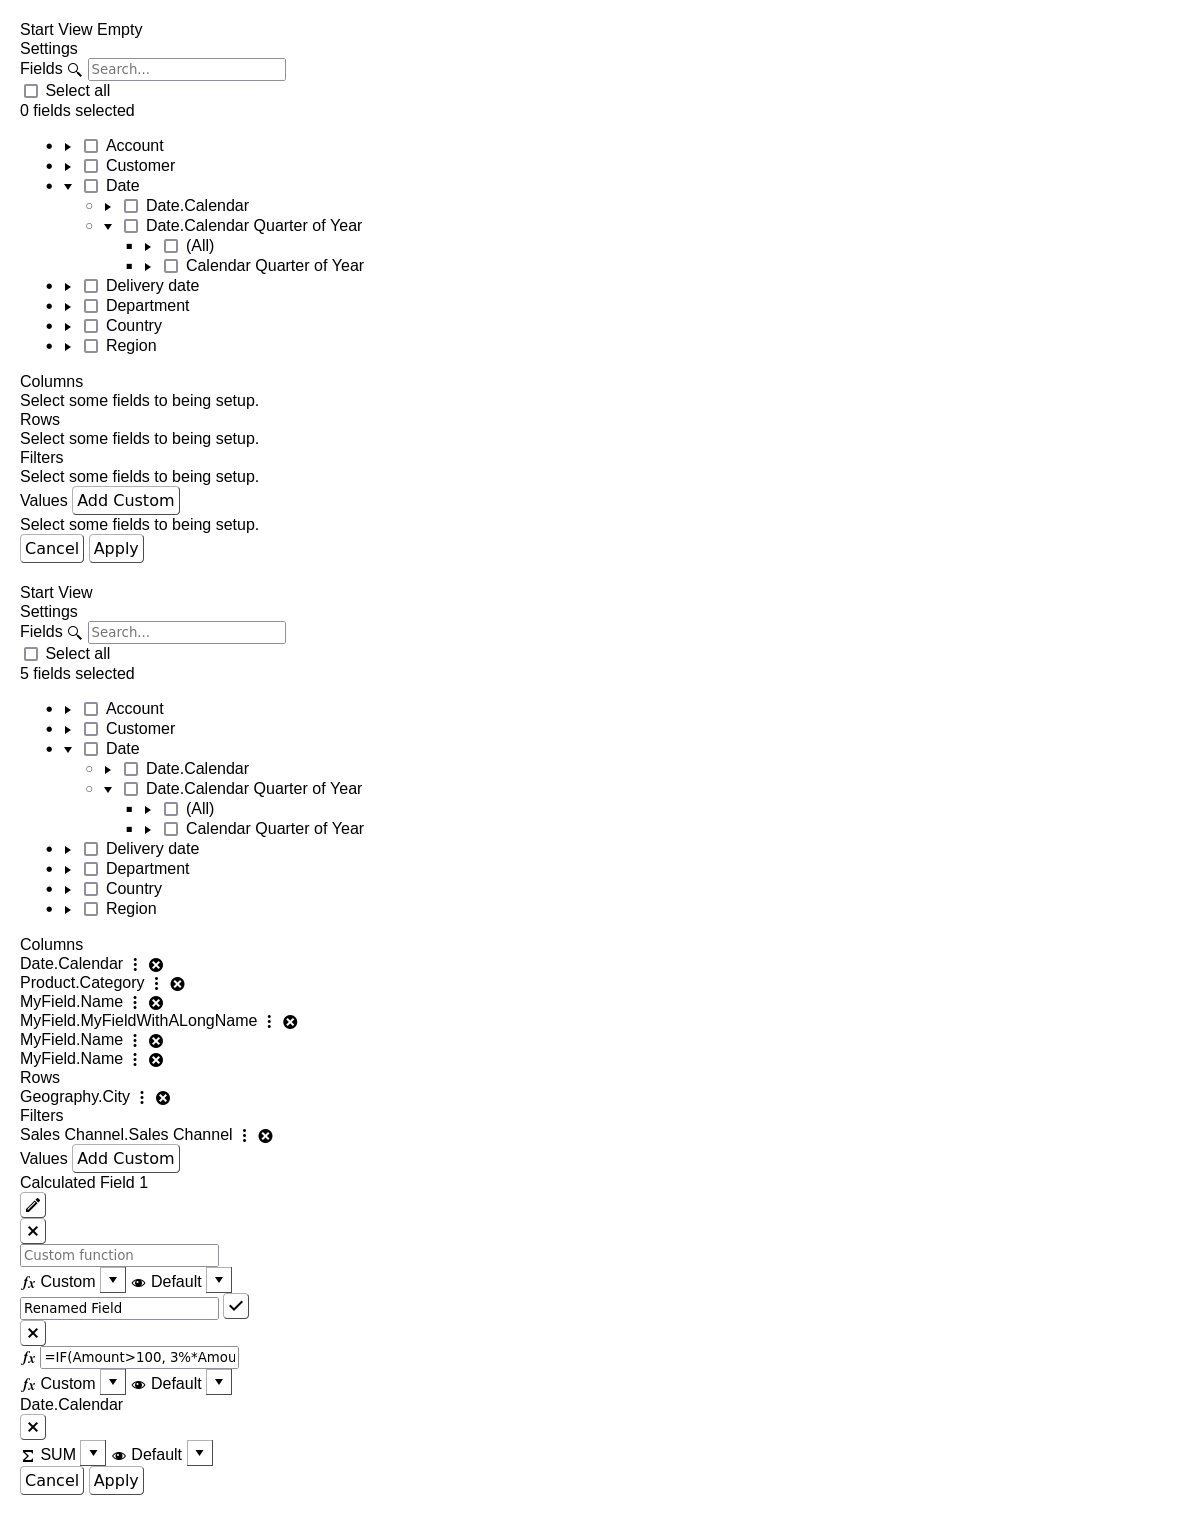 Start View Empty
Settings
Fields Search...
Select all
0 fields selected
Account
Customer
Date
Date.Calendar
Date.Calendar Quarter of Year
(All)
Calendar Quarter of Year
Delivery date
Department
Country
Region
Columns
Select some fields to being setup.
Rows
Select some fields to being setup.
Filters
Select some fields to being setup.
Values Add Custom
Select some fields to being setup.
Cancel Apply
Start View
Settings
Fields Search...
Select all
5 fields selected
Account
Customer
Date
Date.Calendar
Date.Calendar Quarter of Year
(All)
Calendar Quarter of Year
Delivery date
Department
Country
Region
Columns
Date.Calendar
Product.Category
MyField.Name
MyField.MyFieldWithALongName
MyField.Name
MyField.Name
Rows
Geography.City
Filters
Sales Channel.Sales Channel
Values Add Custom
Calculated Field 1
Custom function
fx Custom Default
Renamed Field
fx =IF(Amount>100, 3%*Amou
fx Custom Default
Date.Calendar
Σ SUM Default
Cancel Apply